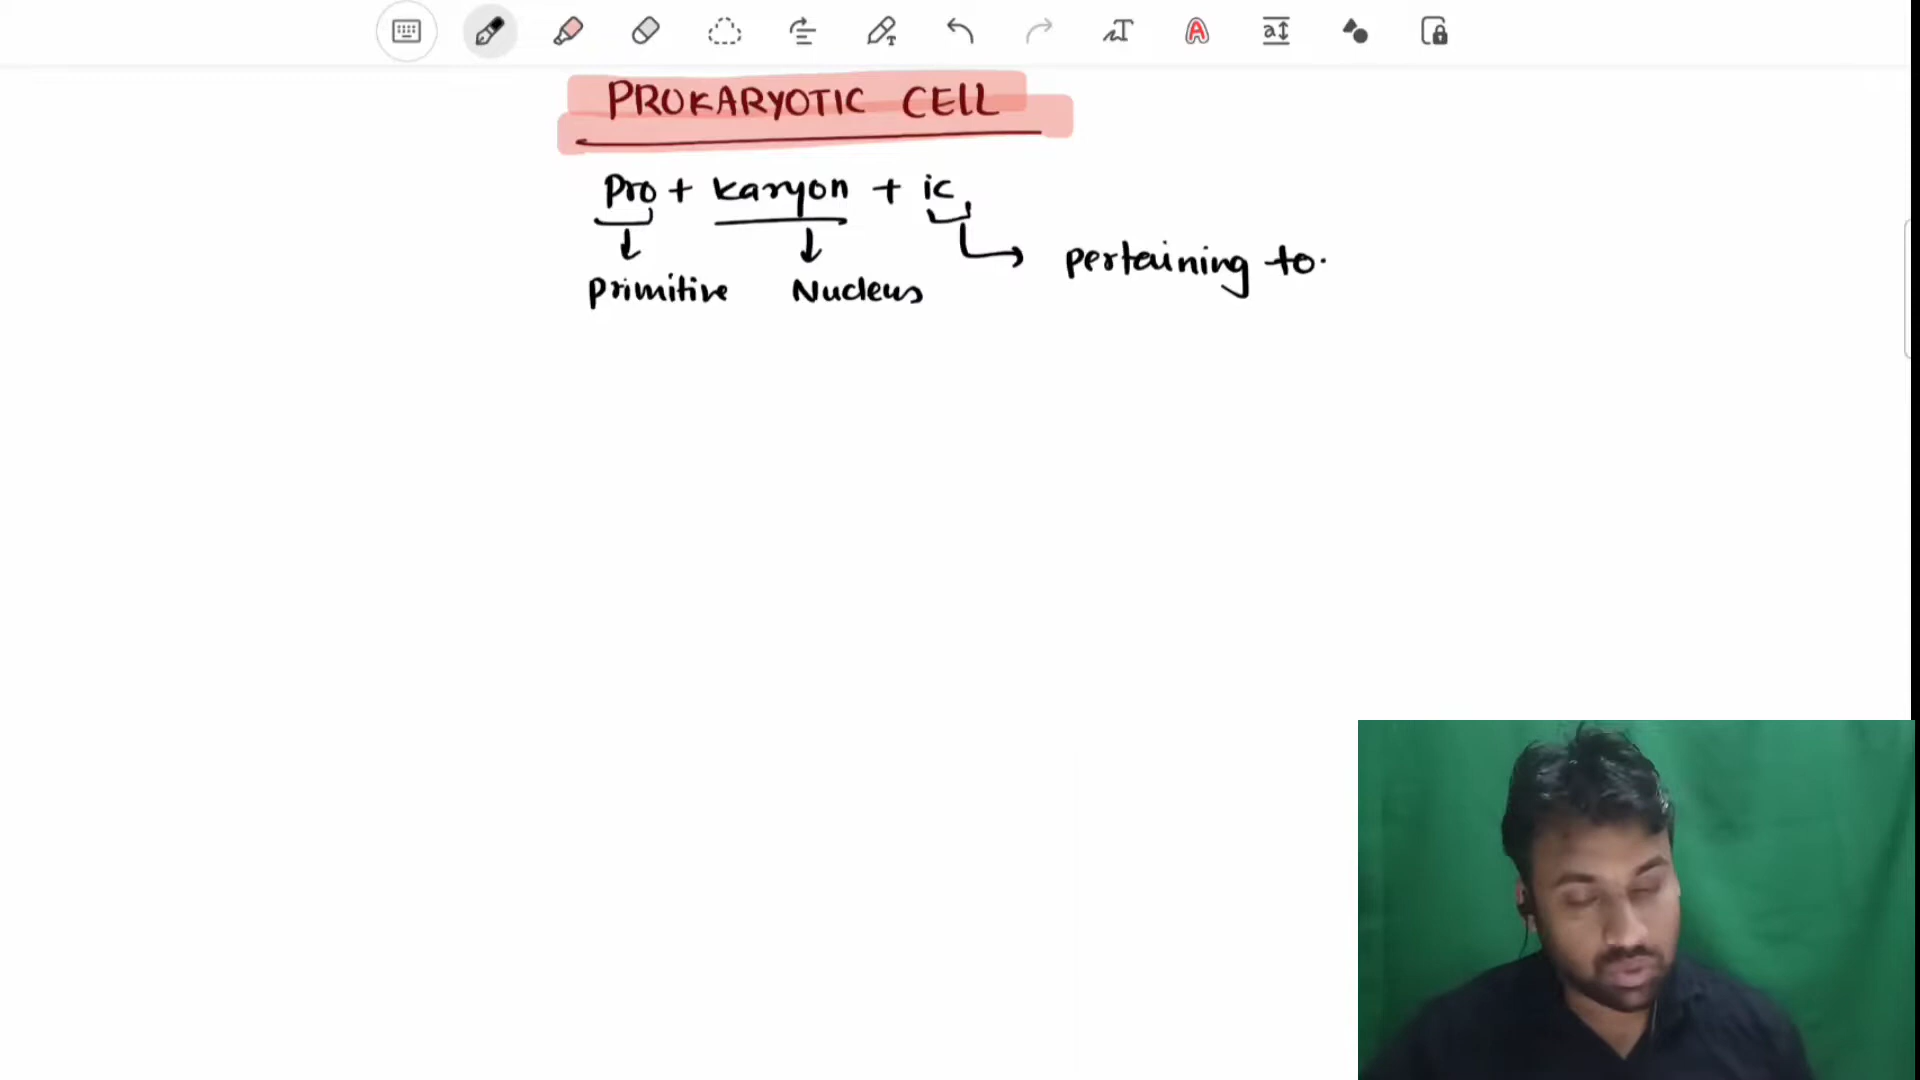 PROKARYOTIC CELL
Pro + karyon + ic
pertaining to.
Primitive Nucleus